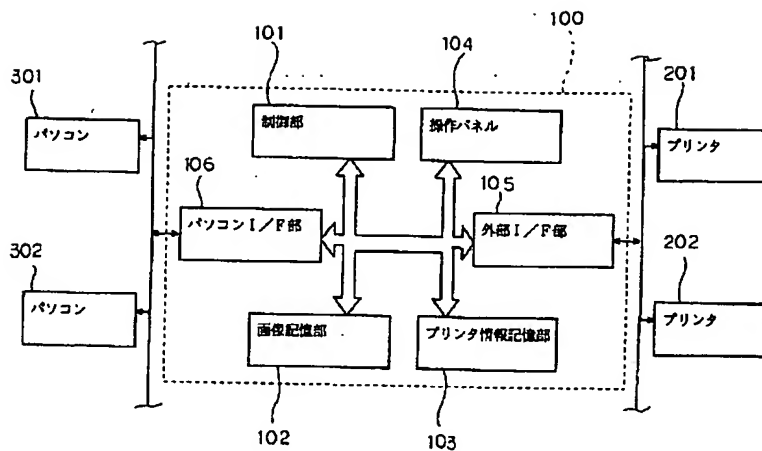 100
101
104
301
201
パソコン
制御部
操作パネル
プリンタ
106
105
パソコンI/F部
外部I/F部
302
202
パソコン
画像記憶部
プリンタ情報記憶部
プリンタ
102
103